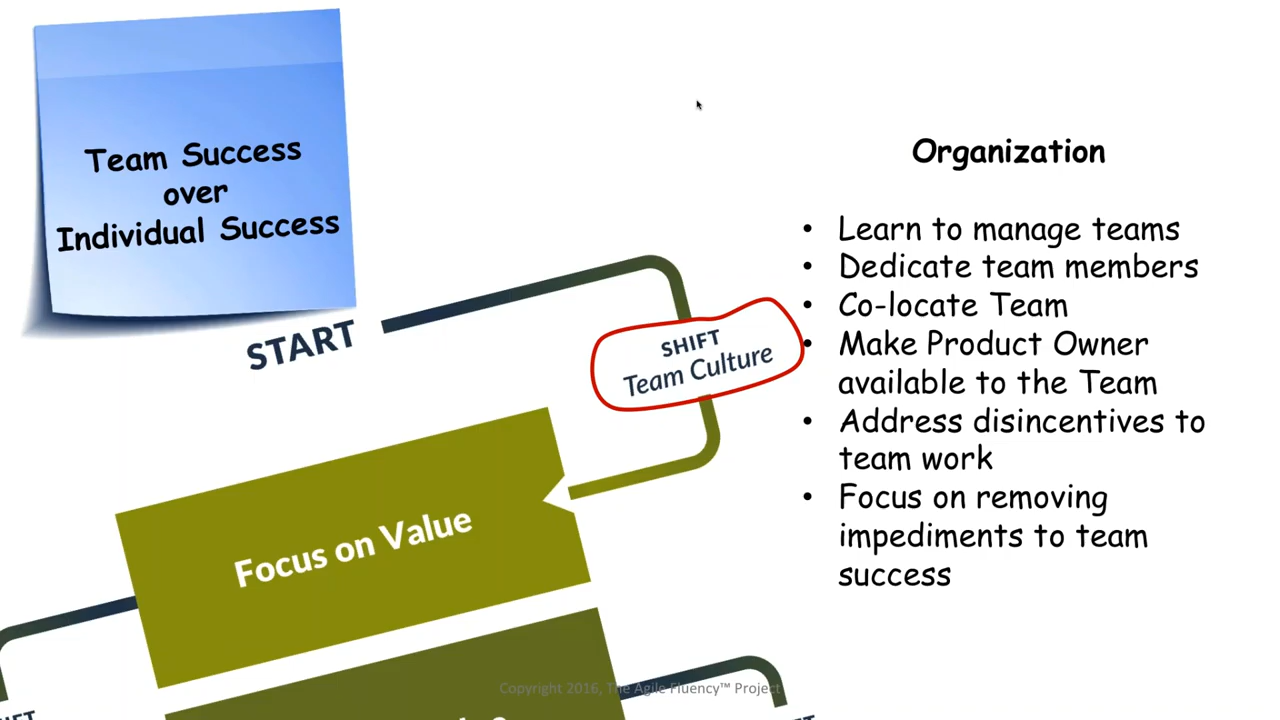 Team Success
over
Individual Success
START
SHIFT
Team Culture
Focus on Value
Organization
• Learn to manage teams
• Dedicate team members
• Co-locate Team
• Make Product Owner
available to the Team
• Address disincentives to
team work
• Focus on removing
impediments to team
success
Copyright 2016, The Agile Fluency™ Project